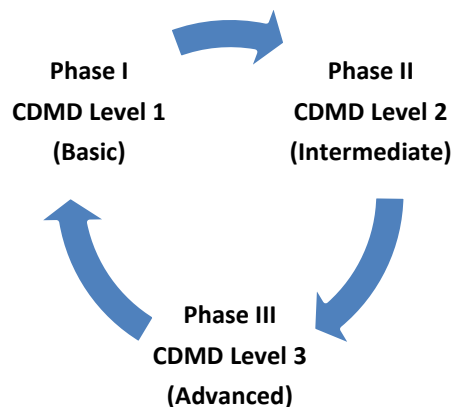 Phase I
CDMD Level 1
(Basic)
Phase II
CDMD Level 2
(Intermediate)
Phase III
CDMD Level 3
(Advanced)